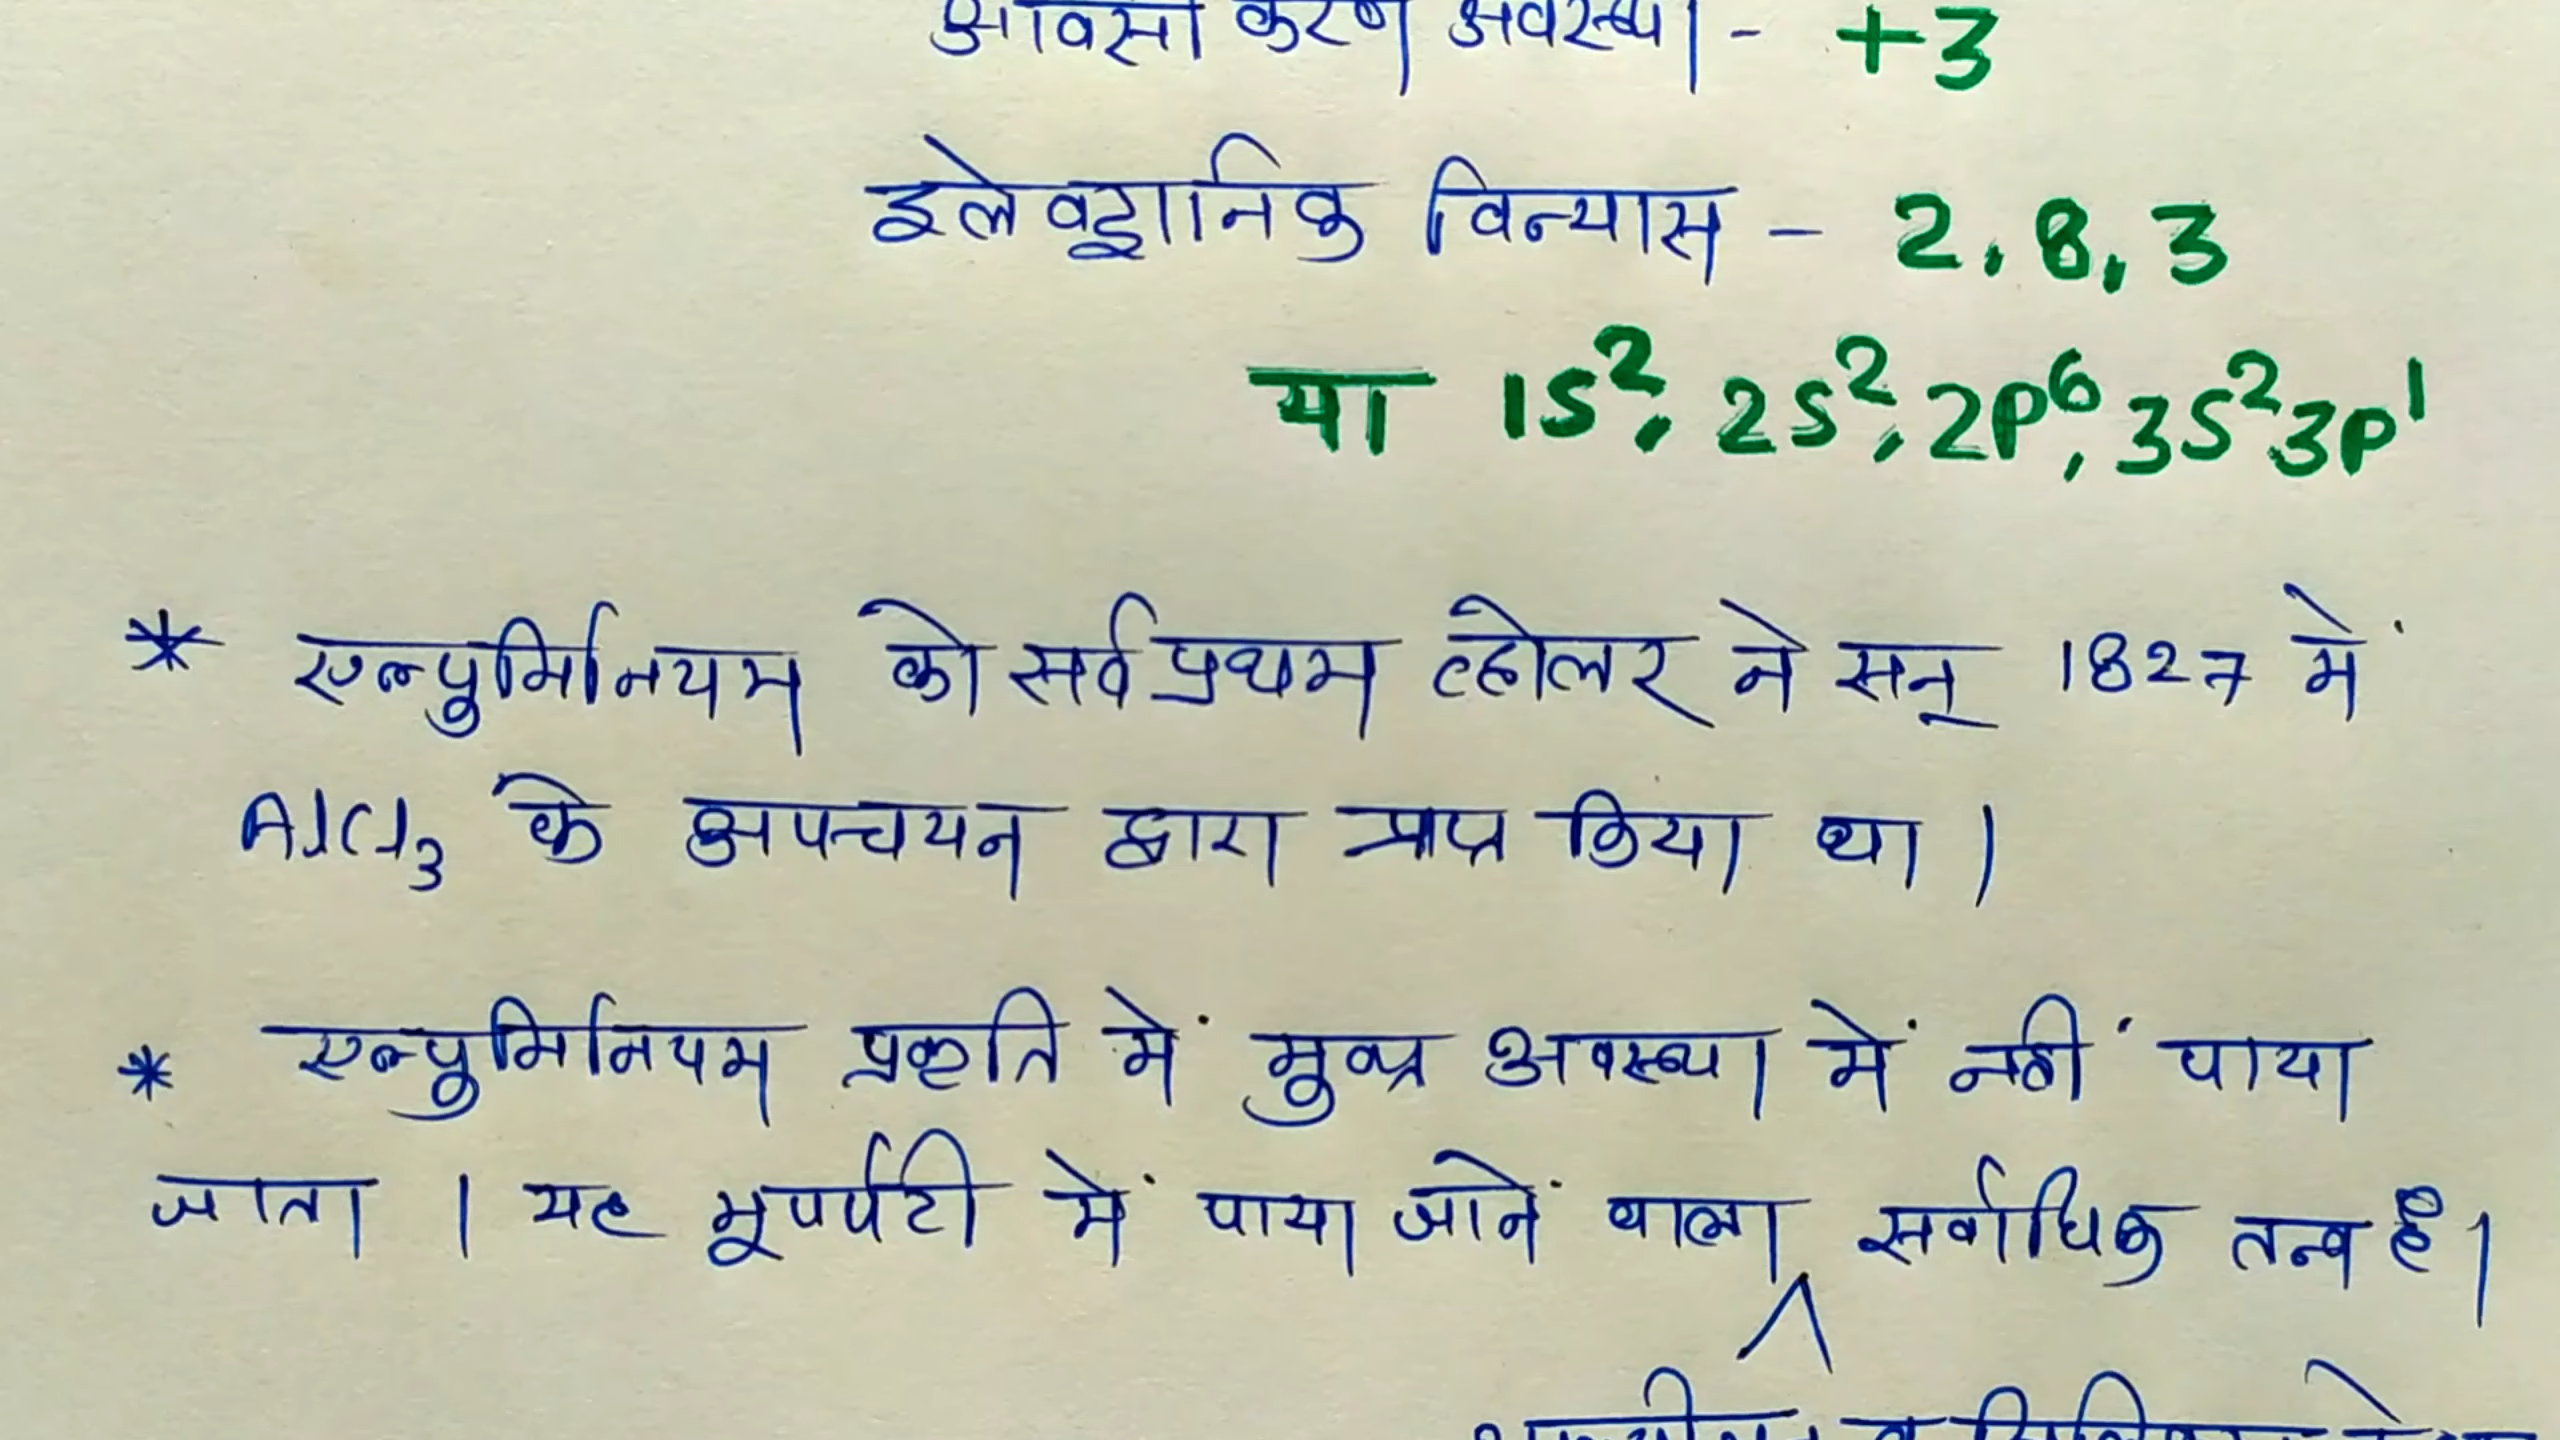 आक्सीकरण अवस्था - +3
इलेक्ट्रानिक विन्यास - 2, 8, 3
या 1S², 2S², 2P⁶, 3S² 3P¹
* एल्युमिनियम को सर्वप्रथम व्होलर ने सन् 1827 में
AlCl₃ के अपचयन द्वारा प्राप्त किया था ।
* एल्युमिनियम प्रकृति में मुक्त अवस्था में नहीं पाया
जाता । यह भूपर्पटी में पाया जानें वाला सर्वाधिक तत्व है ।